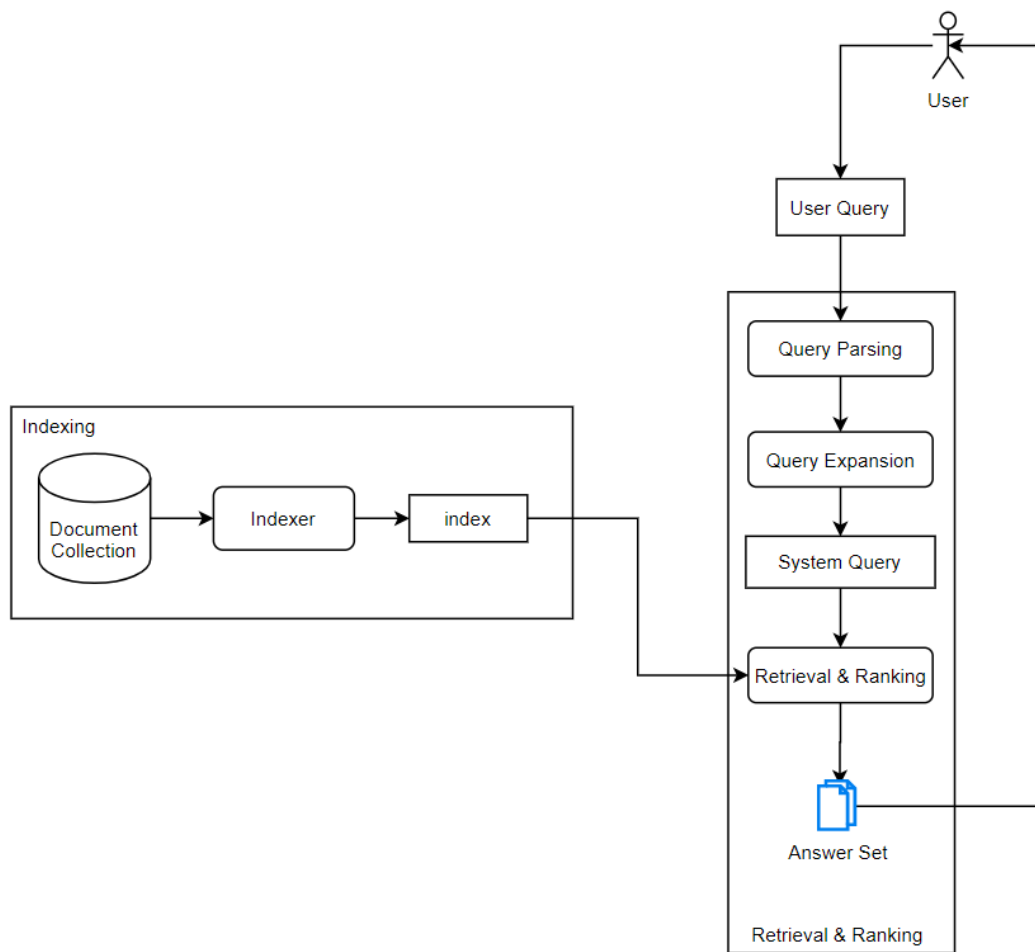 User
User Query
Query Parsing
Indexing
Query Expansion
Document
Collection
Indexer
index
System Query
Retrieval & Ranking
Answer Set
Retrieval & Ranking